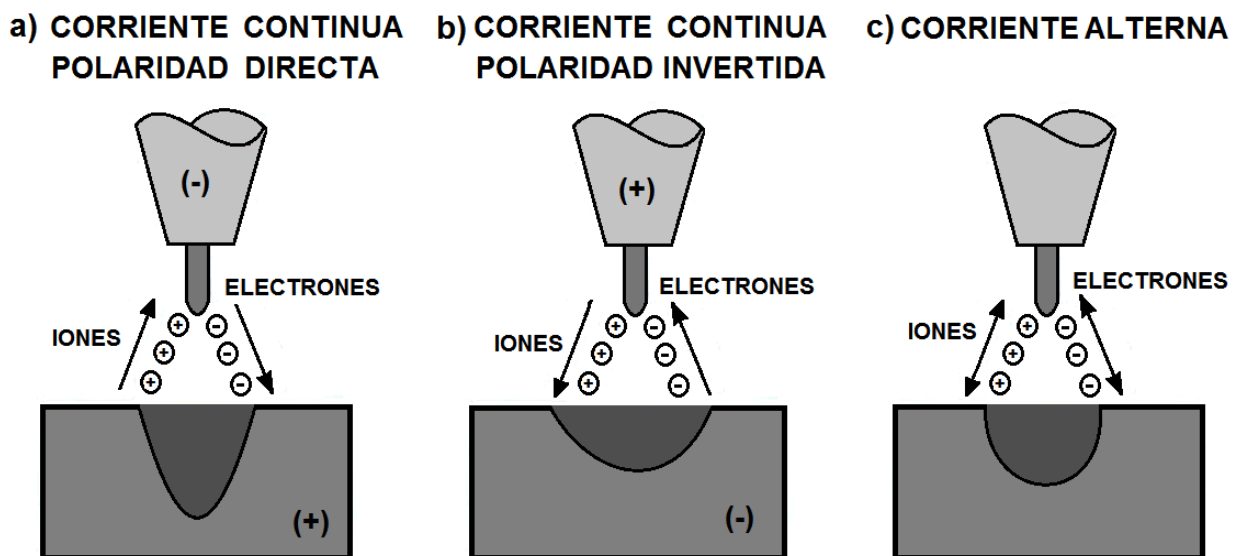 a) CORRIENTE CONTINUA
POLARIDAD DIRECTA
(-)
ELECTRONES
IONES
+ -
+ -
+ -
(+)
b) CORRIENTE CONTINUA
POLARIDAD INVERTIDA
(+)
ELECTRONES
IONES
+ -
+ -
+ -
(-)
c) CORRIENTE ALTERNA
ELECTRONES
IONES
+ -
+ -
+ -